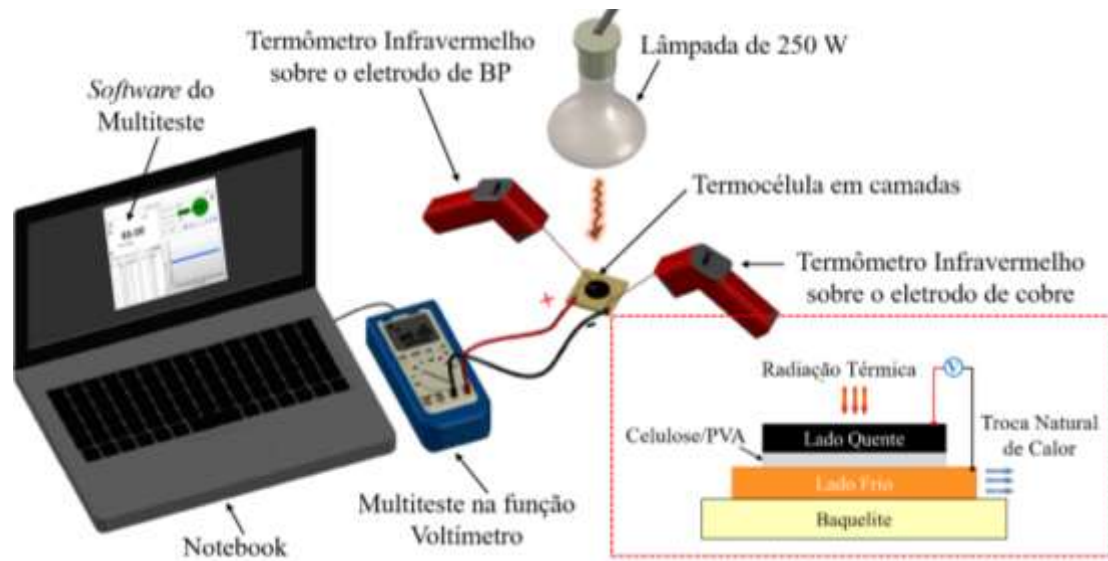 Termômetro Infravermelho
sobre o eletrodo de BP
Lâmpada de 250 W
Software do
Multiteste
Termocélula em camadas
Termômetro Infravermelho
sobre o eletrodo de cobre
+
-
Radiação Térmica
V
Troca Natural
de Calor
Celulose/PVA
Lado Quente
Lado Frio
Baquelite
Multiteste na função
Voltímetro
Notebook